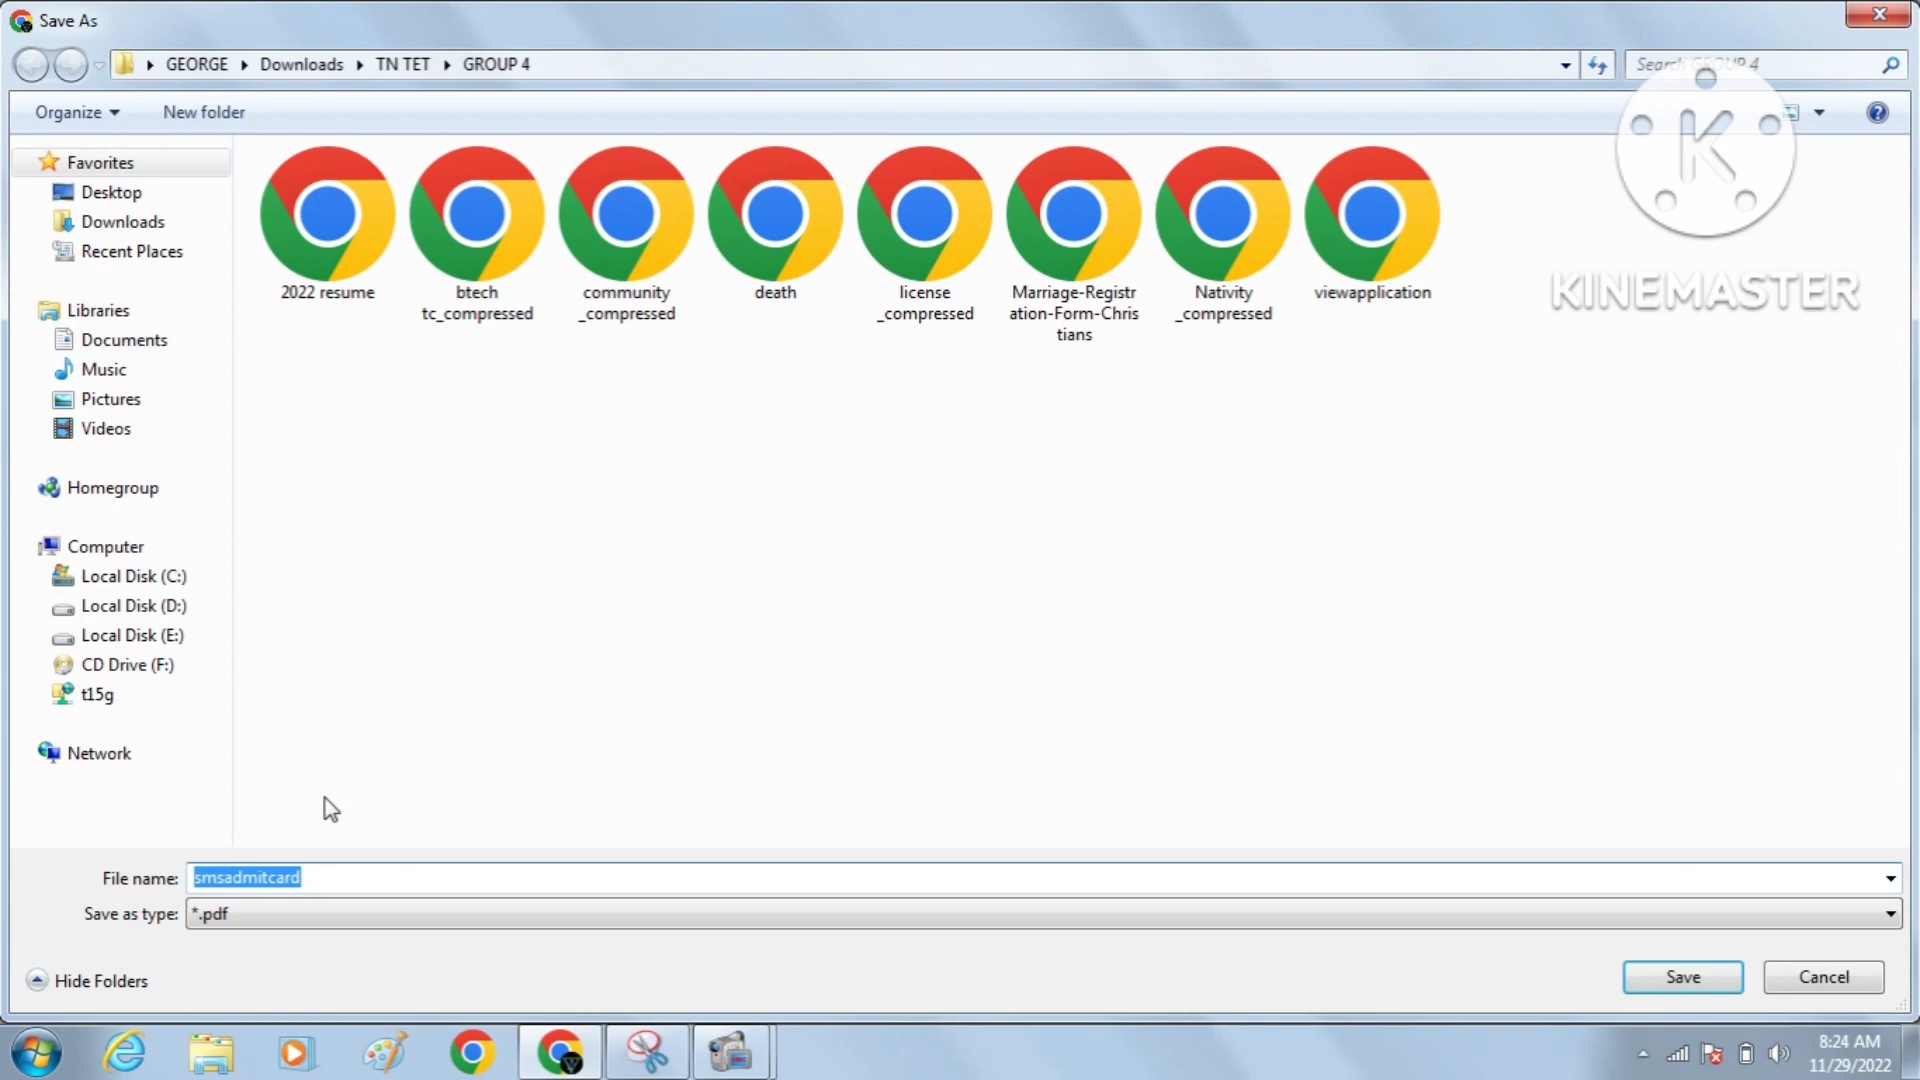 Save As
GEORGE
Downloads
TN TET
GROUP 4
Search GROUP 4
Organize
New folder
K
KINEMASTER
Favorites
Desktop
Downloads
Recent Places
Libraries
Documents
Music
Pictures
Videos
Homegroup
Computer
Local Disk (C:)
Local Disk (D:)
Local Disk (E:)
CD Drive (F:)
t15g
Network
2022 resume
btech
tc_compressed
community
_compressed
death
license
_compressed
Marriage-Registr
ation-Form-Chris
tians
Nativity
_compressed
viewapplication
File name: smsadmitcard
Save as type: *.pdf
Hide Folders
Save
Cancel
8:24 AM
11/29/2022